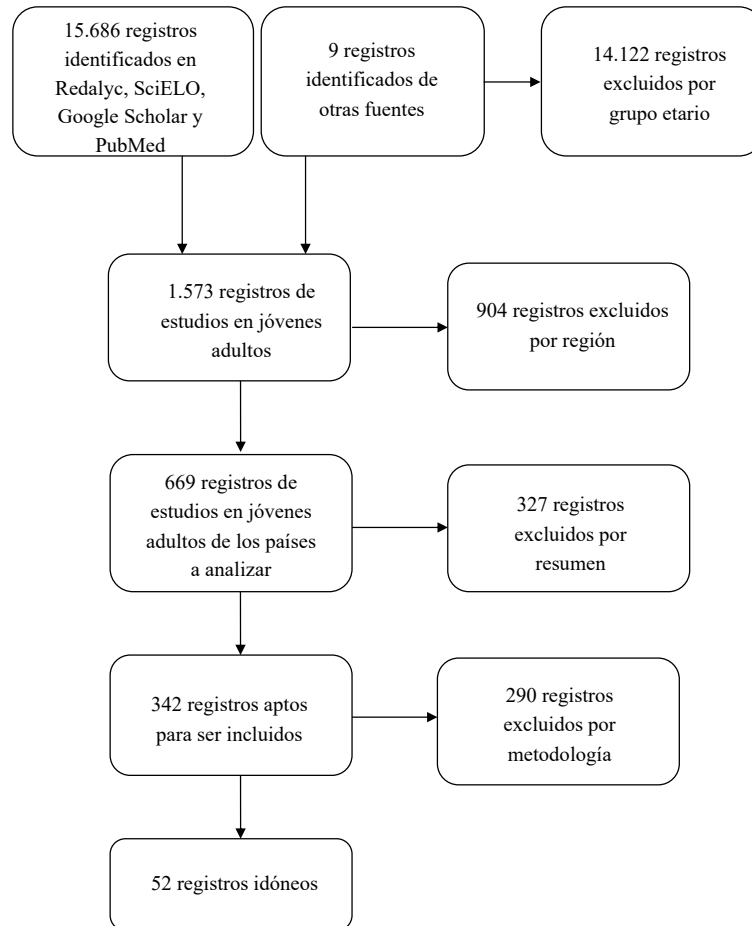 15.686 registros
identificados en
Redalyc, SciELO,
Google Scholar y
PubMed
9 registros
identificados de
otras fuentes
14.122 registros
excluidos por
grupo etario
1.573 registros de
estudios en jóvenes
adultos
904 registros excluidos
por región
669 registros de
estudios en jóvenes
adultos de los países
a analizar
327 registros
excluidos por
resumen
342 registros aptos
para ser incluidos
290 registros
excluidos por
metodología
52 registros idóneos